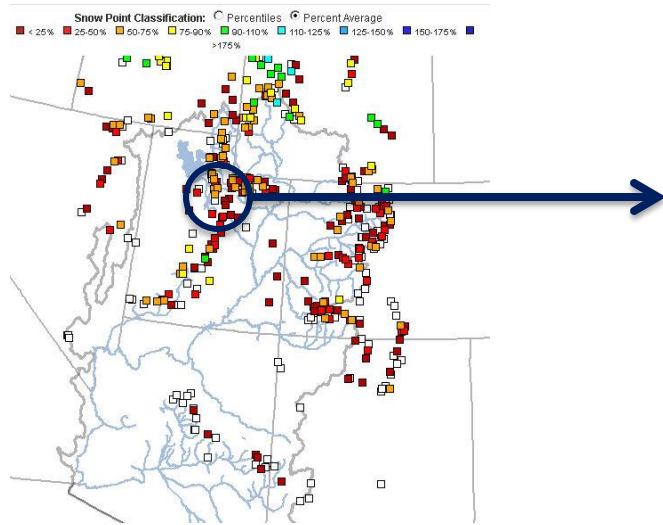 Snow Point Classification: Percentiles Percent Average
< 25% 25-50% 50-75% 75-90% 90-110% 110-125% 125-150% 150-175%
>175%